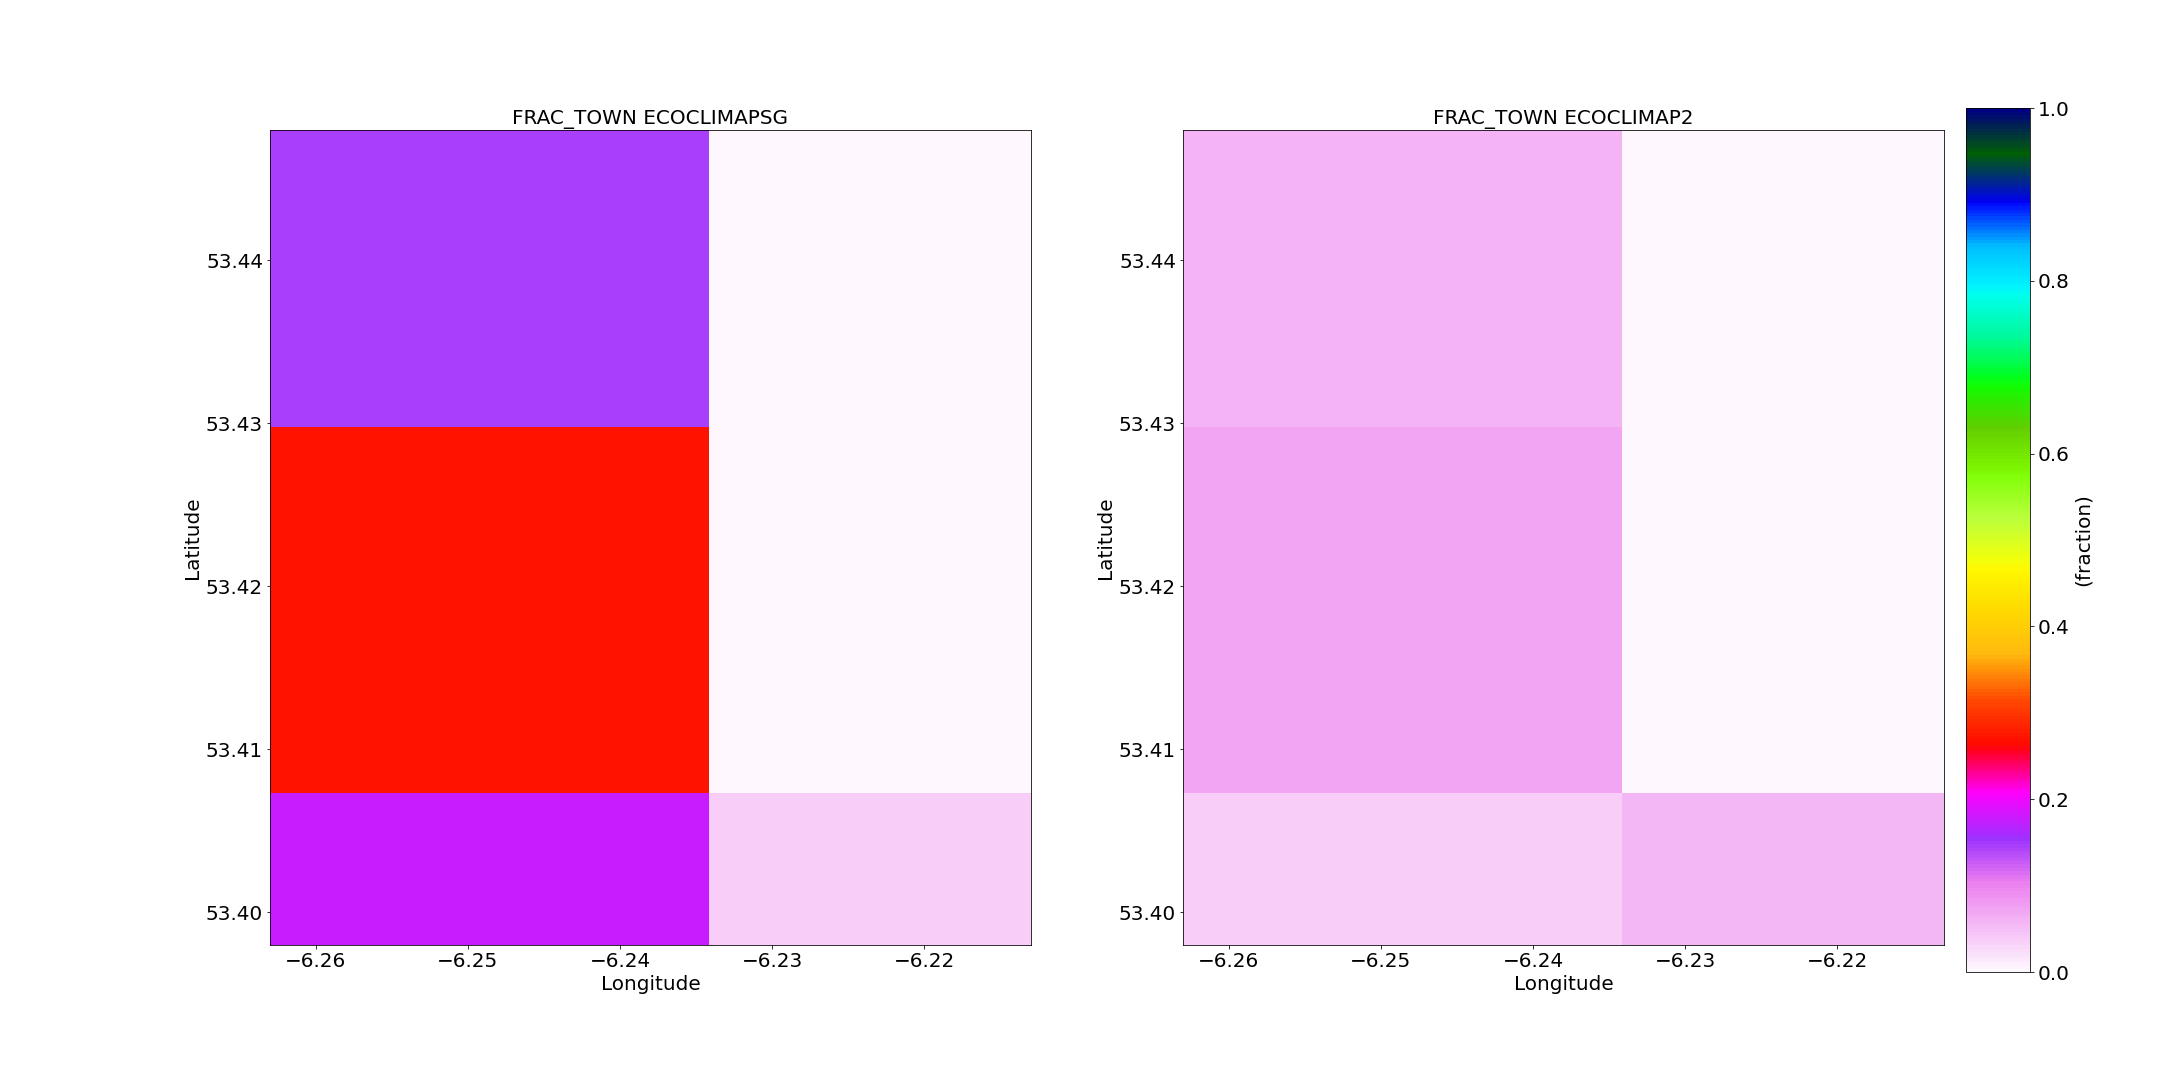 FRAC_TOWN ECOCLIMAPSG
53.44
53.43
53.42
53.41
53.40
Latitude
−6.26 −6.25 −6.24 −6.23 −6.22
Longitude
FRAC_TOWN ECOCLIMAP2
53.44
53.43
53.42
53.41
53.40
Latitude
−6.26 −6.25 −6.24 −6.23 −6.22
Longitude
1.0
0.8
0.6
0.4
0.2
0.0
(fraction)